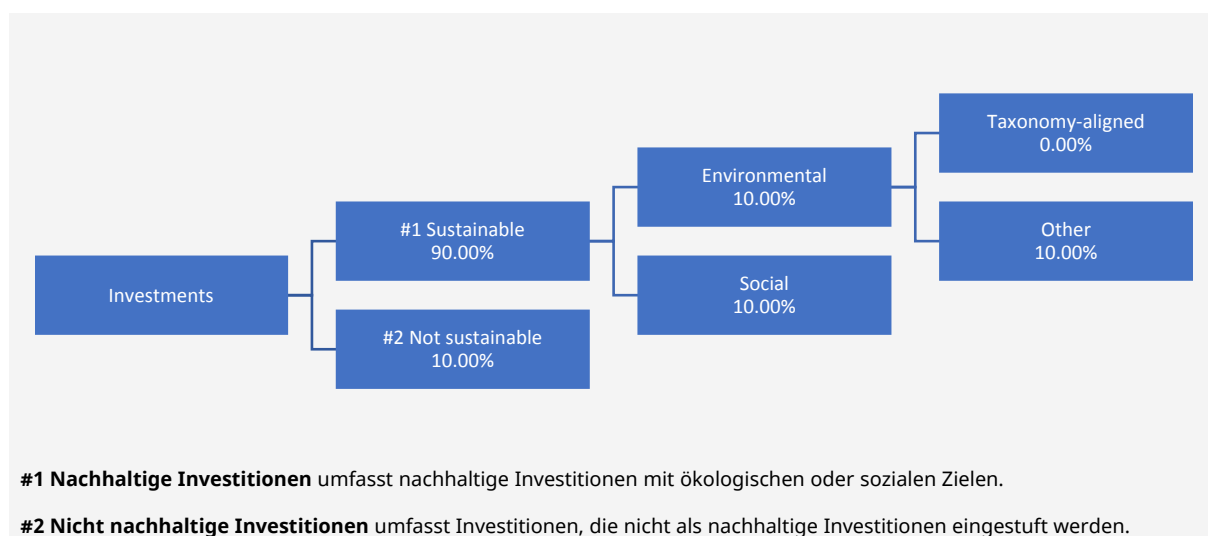 Investments
#1 Sustainable
90.00%
#2 Not sustainable
10.00%
Environmental
10.00%
Social
10.00%
Taxonomy-aligned
0.00%
Other
10.00%
#1 Nachhaltige Investitionen umfasst nachhaltige Investitionen mit ökologischen oder sozialen Zielen.
#2 Nicht nachhaltige Investitionen umfasst Investitionen, die nicht als nachhaltige Investitionen eingestuft werden.